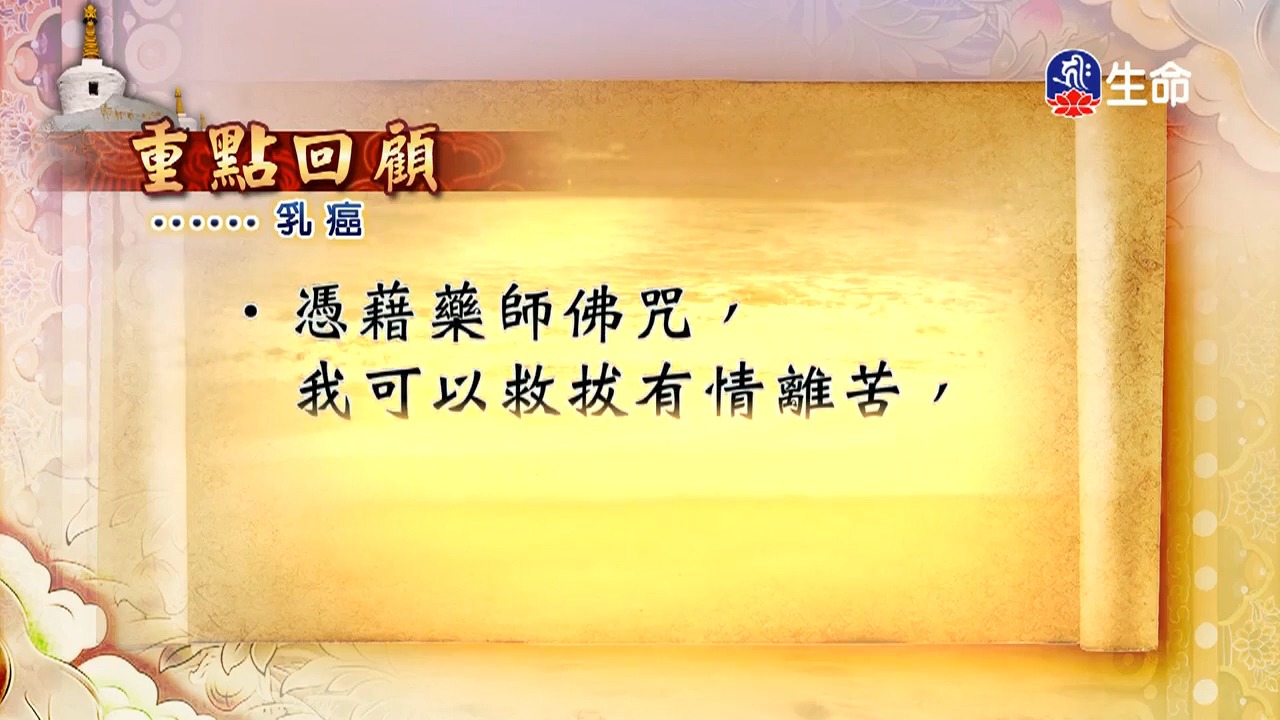 生命
重點回顧
……乳癌
・憑藉藥師佛咒，
我可以救拔有情離苦，